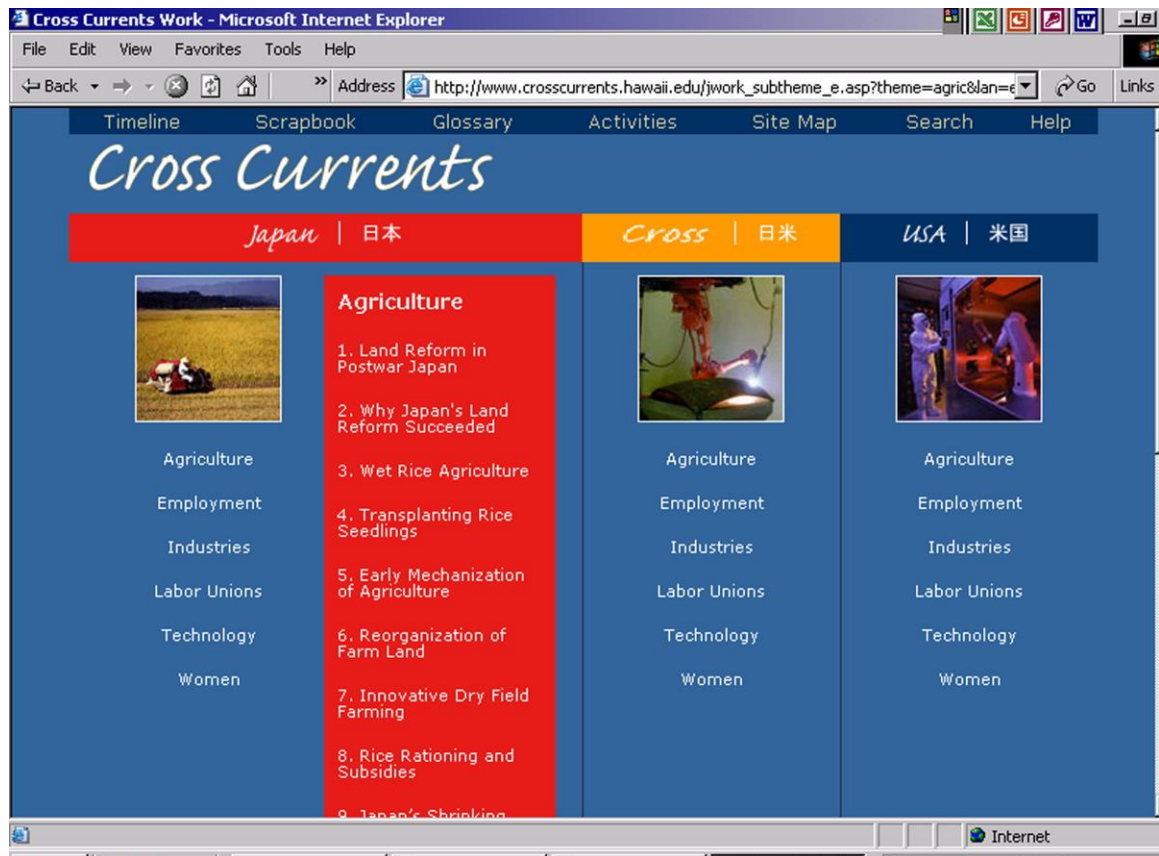 Cross Currents Work - Microsoft Internet Explorer
File Edit View Favorites Tools Help
Back » Address http://www.crosscurrents.hawaii.edu/jwork_subtheme_e.asp?theme=agric&lan=e Go Links
Timeline Scrapbook Glossary Activities Site Map Search Help
Cross Currents
Japan | 日本
Cross | 日米
USA | 米国
Agriculture
Employment
Industries
Labor Unions
Technology
Women
Agriculture
1. Land Reform in
Postwar Japan
2. Why Japan's Land
Reform Succeeded
3. Wet Rice Agriculture
4. Transplanting Rice
Seedlings
5. Early Mechanization
of Agriculture
6. Reorganization of
Farm Land
7. Innovative Dry Field
Farming
8. Rice Rationing and
Subsidies
9. Japan's Shrinking
Agriculture
Employment
Industries
Labor Unions
Technology
Women
Agriculture
Employment
Industries
Labor Unions
Technology
Women
Internet